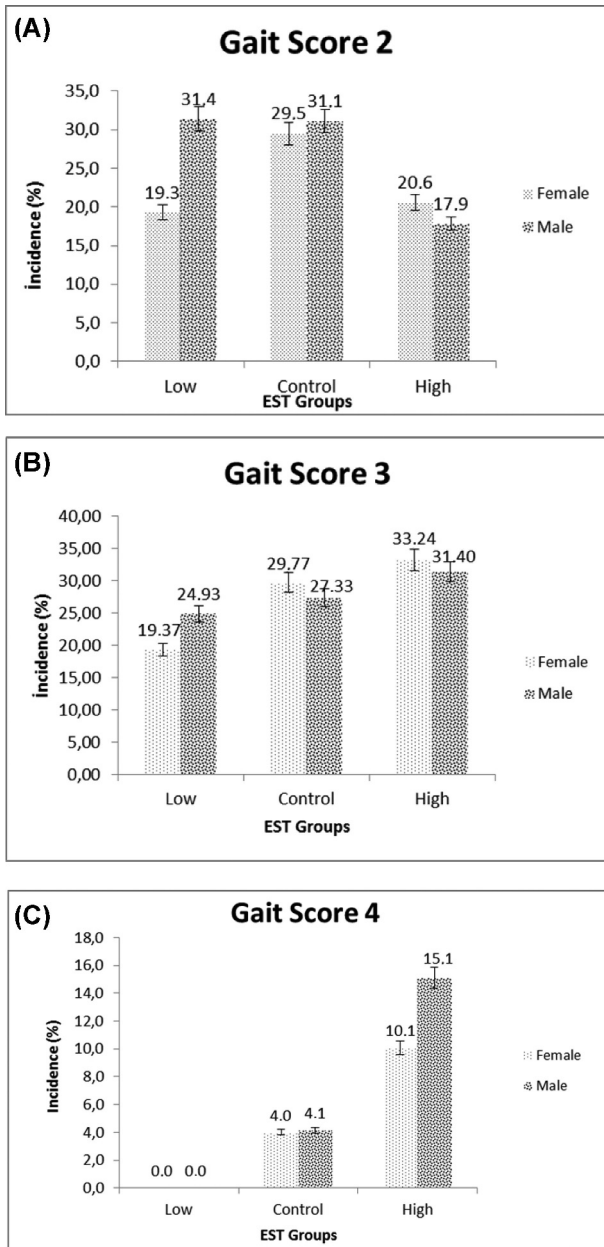 (A)
Gait Score 2
35,0
30,0
25,0
20,0
15,0
10,0
5,0
0,0
incidence (%)
19.3
31.4
29.5
31.1
20.6
17.9
Female
Male
Low
Control
High
EST Groups
(B)
Gait Score 3
40,00
35,00
30,00
25,00
20,00
15,00
10,00
5,00
0,00
incidence (%)
19.37
24.93
29.77
27.33
33.24
31.40
Female
Male
Low
Control
High
EST Groups
(C)
Gait Score 4
18,0
16,0
14,0
12,0
10,0
8,0
6,0
4,0
2,0
0,0
Incidence (%)
0.0
0.0
4.0
4.1
10.1
15.1
Female
Male
Low
Control
High
EST Groups